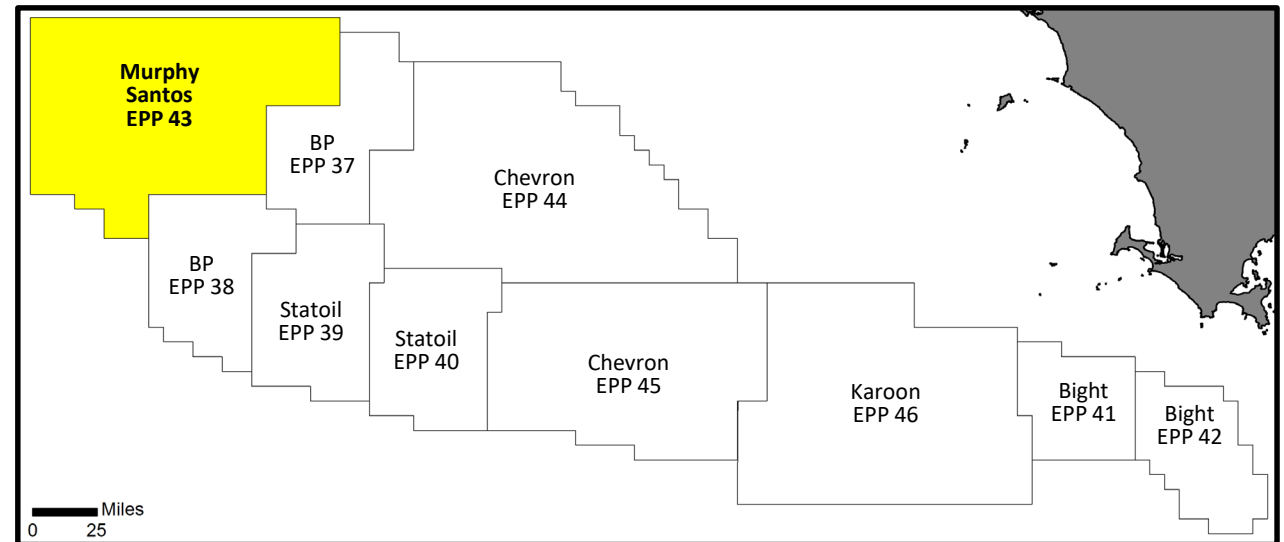 Murphy
Santos
EPP 43
BP
EPP 37
Chevron
EPP 44
BP
EPP 38
Statoil
EPP 39
Statoil
EPP 40
Chevron
EPP 45
Karoon
EPP 46
Bight
EPP 41
Bight
EPP 42
Miles
0 25